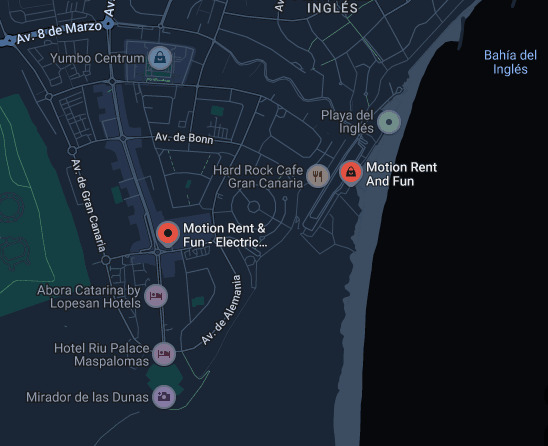 INGLÉS
Av.
Av. 8 de Marzo
Av.
Bahía del
Inglés
Yumbo Centrum
Playa del
Inglés
Av. de Bonn
Hard Rock Cafe
Gran Canaria
Motion Rent
And Fun
Av. de Gran Canaria
Motion Rent &
Fun - Electric...
Abora Catarina by
Lopesan Hotels
Av. de Alemania
Hotel Riu Palace
Maspalomas
Mirador de las Dunas